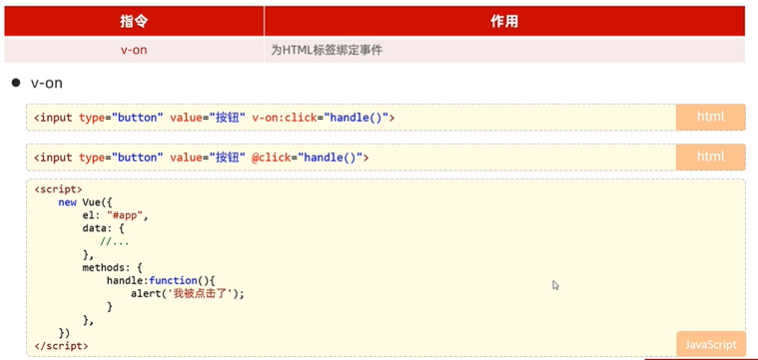 指令 作用
v-on 为HTML标签绑定事件
v-on
<input type="button" value="按钮" v-on:click="handle()"> html
<input type="button" value="按钮" @click="handle()"> html
<script>
new Vue({
el: "#app",
data: {
//...
},
methods: {
handle:function(){
alert('我被点击了');
}
},
})
</script>
JavaScript